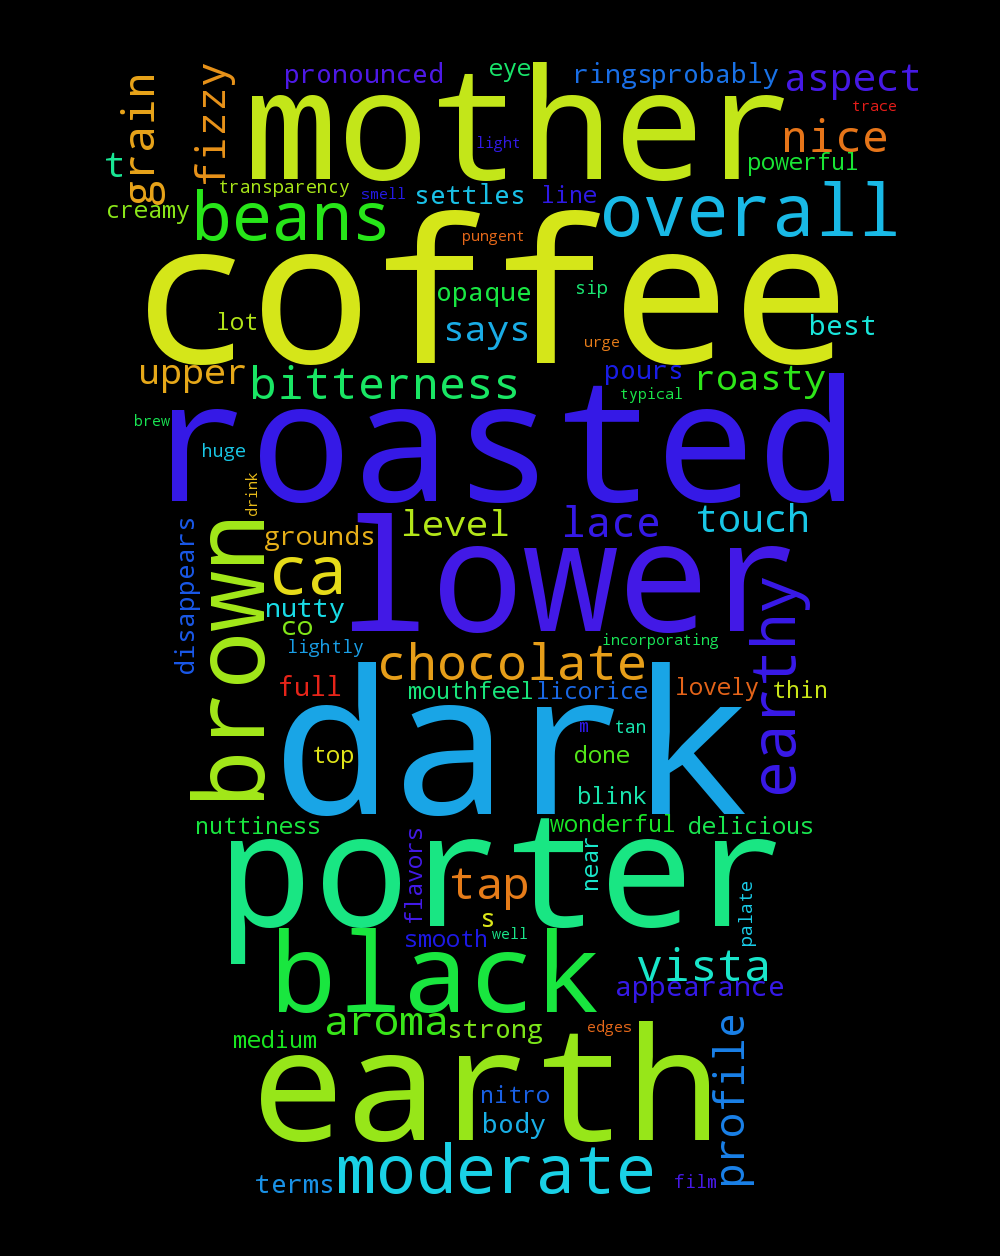 pronounced
eye
ringsprobably
aspect
grain
fizzy
mother
trace
nice
light
powerful
t
transparency
smell
settles
line
creamy
beans
overall
pungent
coffee
opaque
sip
lot
says
best
urge
upper
bitterness
pours
roasty
typical
roasted
brew
huge
drink
disappears
brown
grounds
level
lace
touch
lower
ca
nutty
co
earthy
lightly
incorporating
chocolate
full
mouthfeel
licorice
lovely
thin
dark
m
tan
top
done
blink
nuttiness
wonderful
delicious
porter
flavors
tap
near
palate
s
smooth
well
black
vista
appearance
aroma
strong
edges
medium
earth
profile
nitro
body
moderate
terms
film